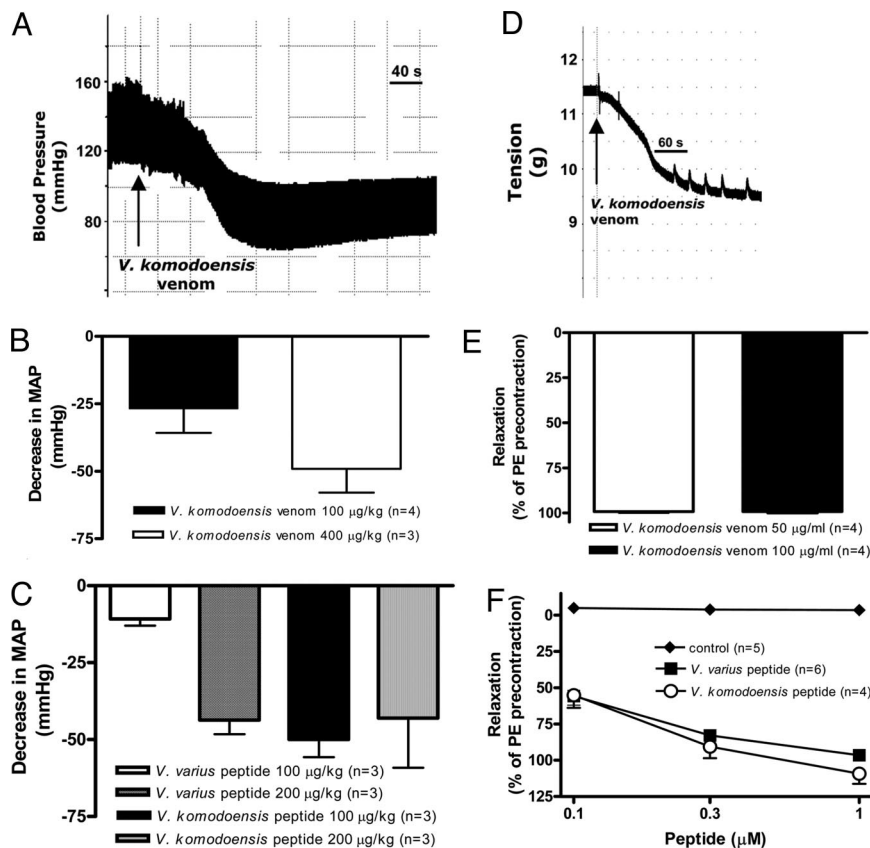 A
160
120
80
Blood Pressure
(mmHg)
40 s
V. komodoensis
venom
B
0
-25
-50
-75
Decrease in MAP
(mmHg)
V. komodoensis venom 100 µg/kg (n=4)
V. komodoensis venom 400 µg/kg (n=3)
C
0
-25
-50
-75
Decrease in MAP
(mmHg)
V. varius peptide 100 µg/kg (n=3)
V. varius peptide 200 µg/kg (n=3)
V. komodoensis peptide 100 µg/kg (n=3)
V. komodoensis peptide 200 µg/kg (n=3)
D
12
11
10
9
Tension
(g)
60 s
V. komodoensis
venom
E
0
25
50
75
100
Relaxation
(% of PE precontraction)
V. komodoensis venom 50 µg/ml (n=4)
V. komodoensis venom 100 µg/ml (n=4)
F
0
25
50
75
100
125
Relaxation
(% of PE precontraction)
control (n=5)
V. varius peptide (n=6)
V. komodoensis peptide (n=4)
0.1
0.3
1
Peptide (µM)